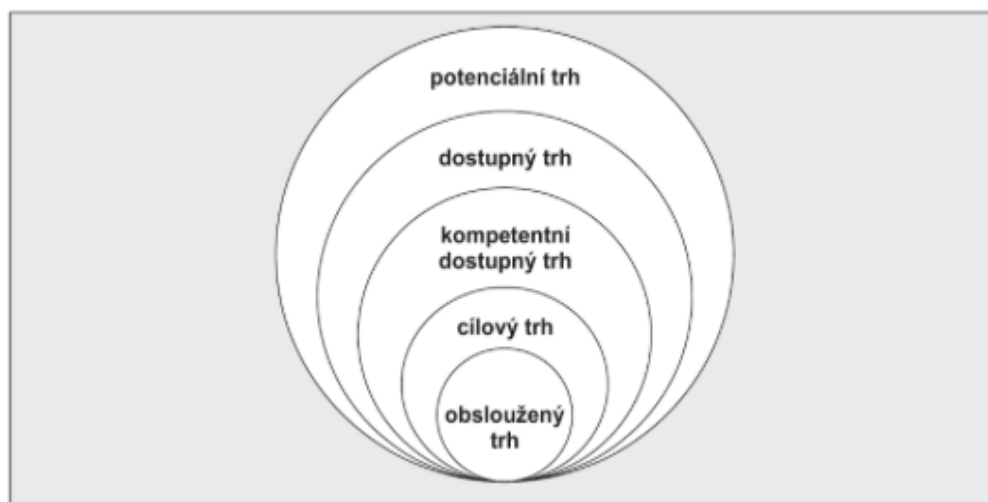 potenciální trh
dostupný trh
kompetentní
dostupný trh
cílový trh
obsloužený
trh